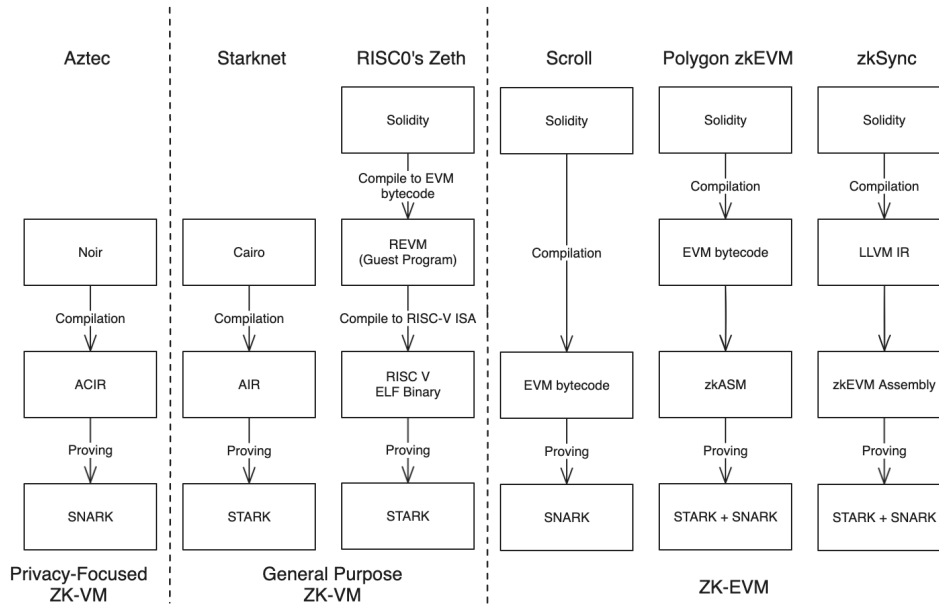 Aztec
Starknet
RISC0's Zeth
Scroll
Polygon zkEVM
zkSync
Solidity
Solidity
Solidity
Solidity
Compile to EVM
bytecode
Compilation
Compilation
Noir
Cairo
REVM
(Guest Program)
Compilation
EVM bytecode
LLVM IR
Compilation
Compilation
Compile to RISC-V ISA
ACIR
AIR
RISC V
ELF Binary
EVM bytecode
zkASM
zkEVM Assembly
Proving
Proving
Proving
Proving
Proving
Proving
SNARK
STARK
STARK
SNARK
STARK + SNARK
STARK + SNARK
Privacy-Focused
ZK-VM
General Purpose
ZK-VM
ZK-EVM